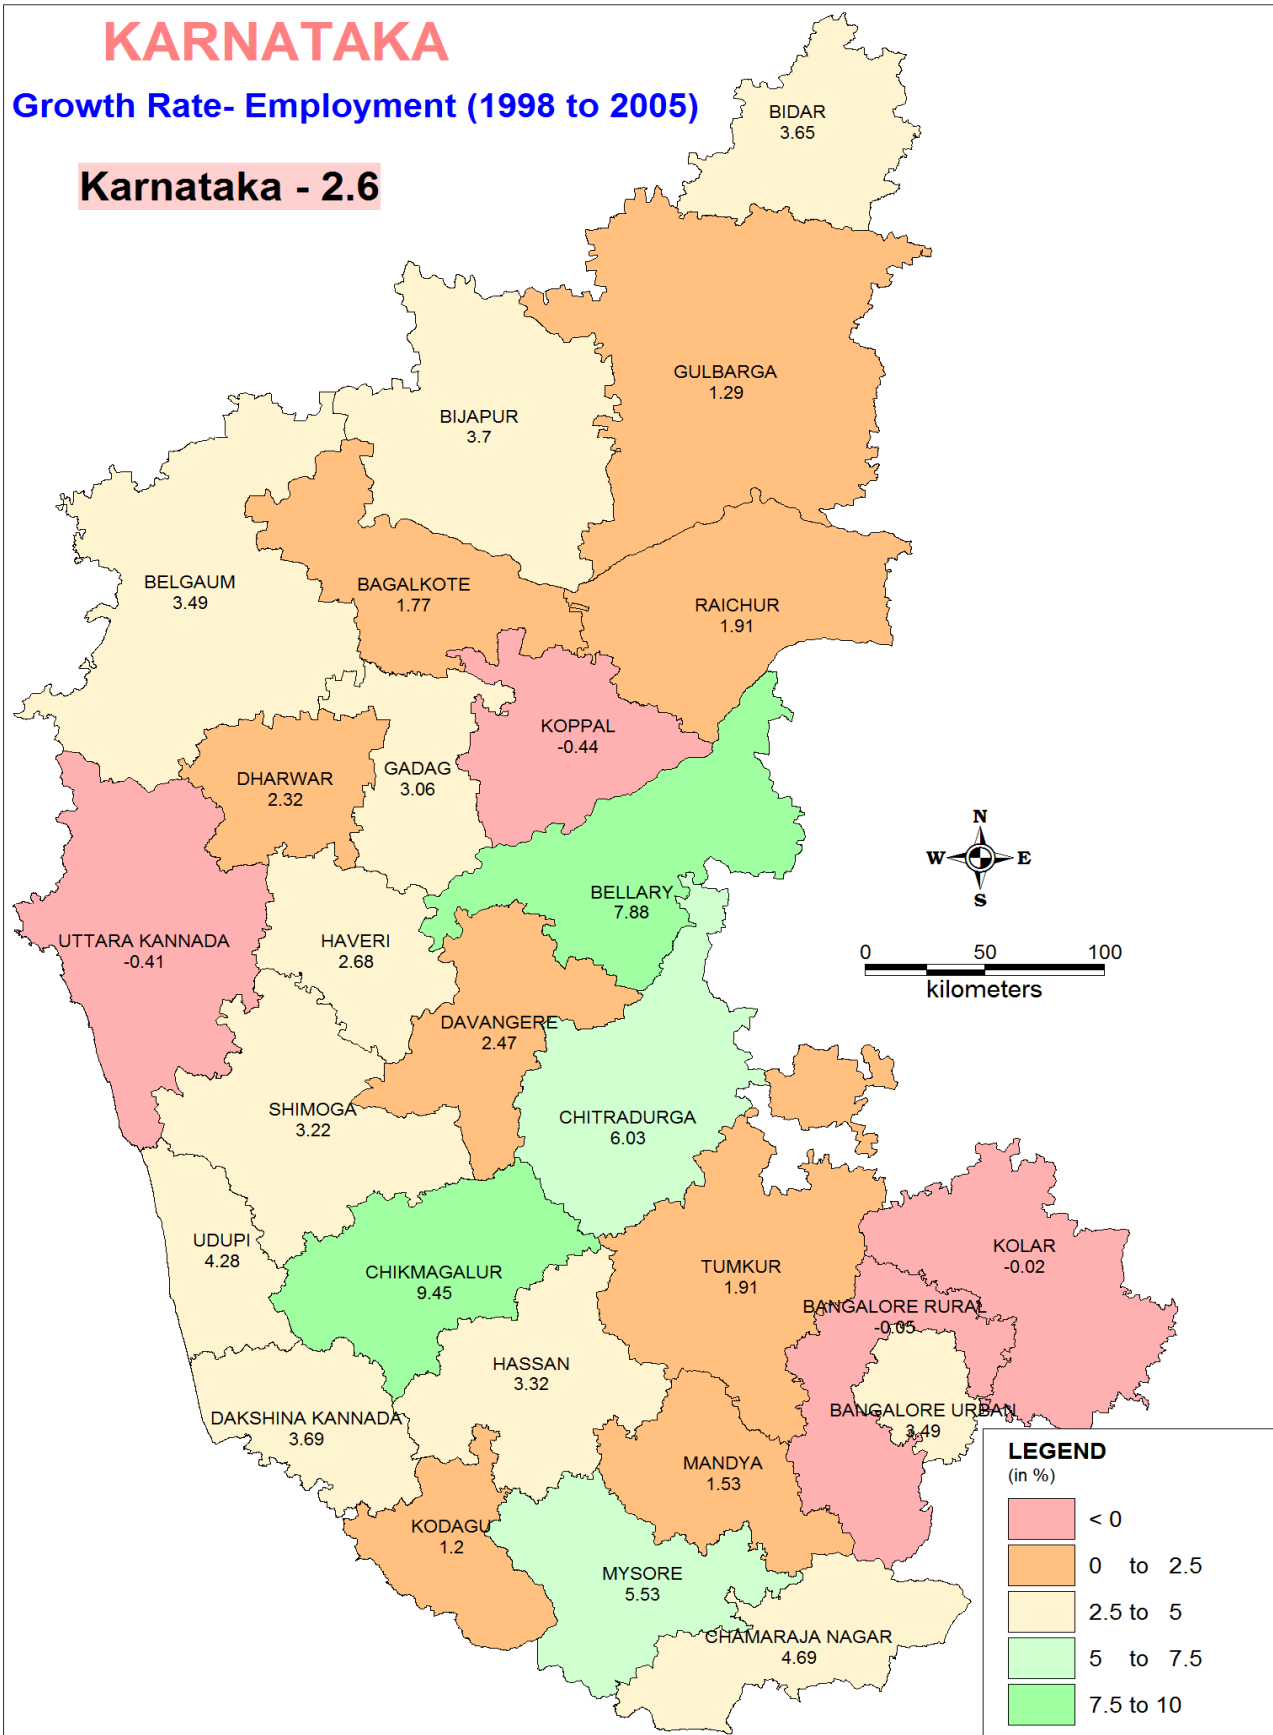 KARNATAKA
Growth Rate- Employment (1998 to 2005)
Karnataka - 2.6
BIDAR
3.65
GULBARGA
1.29
BIJAPUR
3.7
BELGAUM
3.49
BAGALKOTE
1.77
RAICHUR
1.91
KOPPAL
-0.44
DHARWAR
2.32
GADAG
3.06
BELLARY
7.88
UTTARA KANNADA
-0.41
HAVERI
2.68
N
W E
S
0 50 100
kilometers
DAVANGERE
2.47
SHIMOGA
3.22
CHITRADURGA
6.03
UDUPI
4.28
CHIKMAGALUR
9.45
TUMKUR
1.91
KOLAR
-0.02
BANGALORE RURAL
-0.05
HASSAN
3.32
DAKSHINA KANNADA
3.69
BANGALORE URBAN
3.49
MANDYA
1.53
KODAGU
1.2
MYSORE
5.53
CHAMARAJA NAGAR
4.69
LEGEND
(in %)
< 0
0 to 2.5
2.5 to 5
5 to 7.5
7.5 to 10